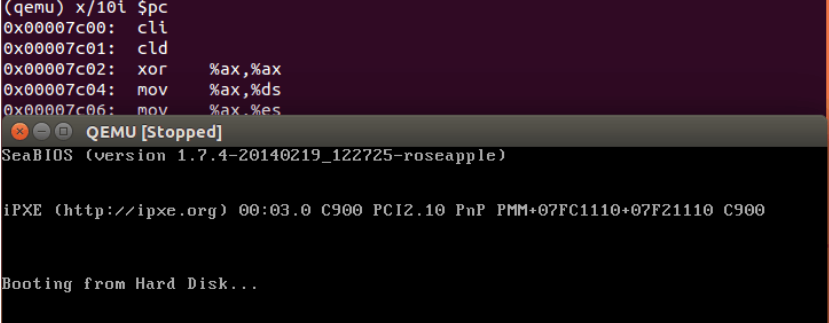 (qemu) x/10i $pc
0x00007c00:  cli
0x00007c01:  cld
0x00007c02:  xor    %ax,%ax
0x00007c04:  mov    %ax,%ds
0x00007c06:  mov    %ax,%es
QEMU [Stopped]
SeaBIOS (version 1.7.4-20140219_122725-roseapple)
iPXE (http://ipxe.org) 00:03.0 C900 PCI2.10 PnP PMM+07FC1110+07F21110 C900
Booting from Hard Disk...